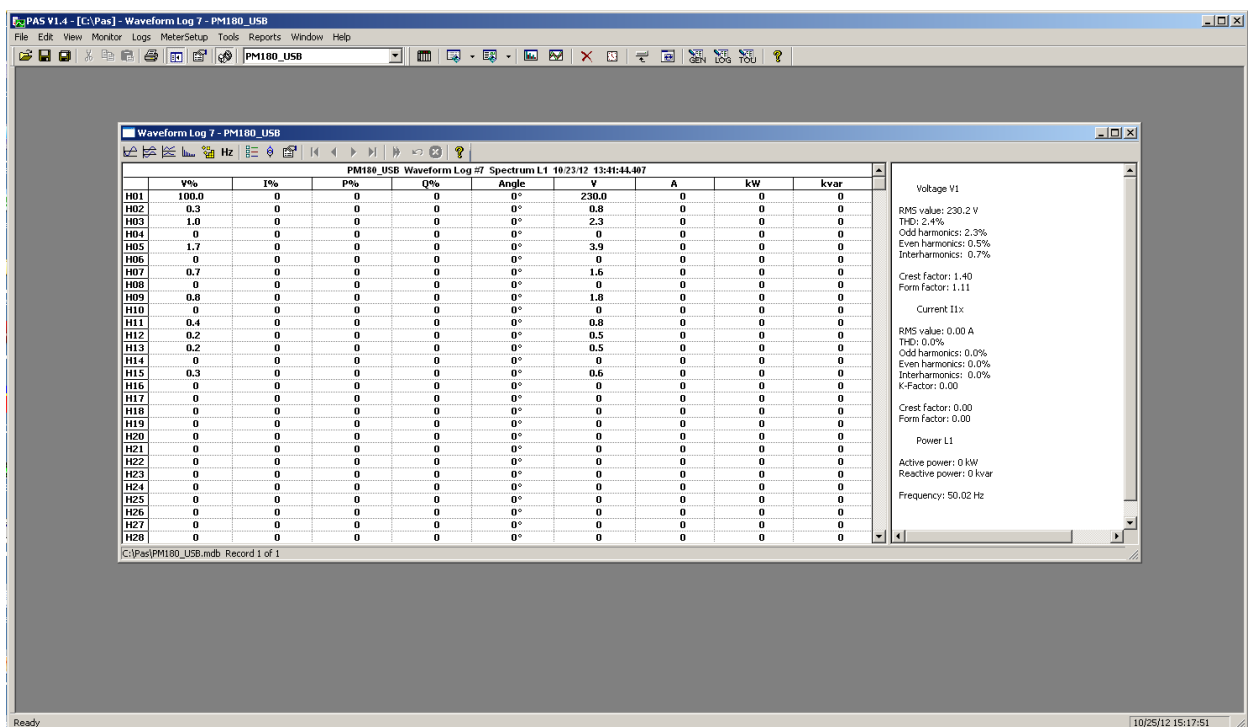 PAS V1.4 - [C:\Pas] - Waveform Log 7 - PM180_USB
File Edit View Monitor Logs MeterSetup Tools Reports Window Help
PM180_USB GEN LOG TOU
Waveform Log 7 - PM180_USB
Hz
PM180_USB Waveform Log #7 Spectrum L1 10/23/12 13:41:44.407
V% I% P% Q% Angle V A kW kvar
H01 100.0 0 0 0 0° 230.0 0 0 0
H02 0.3 0 0 0 0° 0.8 0 0 0
H03 1.0 0 0 0 0° 2.3 0 0 0
H04 0 0 0 0 0° 0 0 0 0
H05 1.7 0 0 0 0° 3.9 0 0 0
H06 0 0 0 0 0° 0 0 0 0
H07 0.7 0 0 0 0° 1.6 0 0 0
H08 0 0 0 0 0° 0 0 0 0
H09 0.8 0 0 0 0° 1.8 0 0 0
H10 0 0 0 0 0° 0 0 0 0
H11 0.4 0 0 0 0° 0.8 0 0 0
H12 0.2 0 0 0 0° 0.5 0 0 0
H13 0.2 0 0 0 0° 0.5 0 0 0
H14 0 0 0 0 0° 0 0 0 0
H15 0.3 0 0 0 0° 0.6 0 0 0
H16 0 0 0 0 0° 0 0 0 0
H17 0 0 0 0 0° 0 0 0 0
H18 0 0 0 0 0° 0 0 0 0
H19 0 0 0 0 0° 0 0 0 0
H20 0 0 0 0 0° 0 0 0 0
H21 0 0 0 0 0° 0 0 0 0
H22 0 0 0 0 0° 0 0 0 0
H23 0 0 0 0 0° 0 0 0 0
H24 0 0 0 0 0° 0 0 0 0
H25 0 0 0 0 0° 0 0 0 0
H26 0 0 0 0 0° 0 0 0 0
H27 0 0 0 0 0° 0 0 0 0
H28 0 0 0 0 0° 0 0 0 0
Voltage V1
RMS value: 230.2 V
THD: 2.4%
Odd harmonics: 2.3%
Even harmonics: 0.5%
Interharmonics: 0.7%
Crest factor: 1.40
Form factor: 1.11
Current I1x
RMS value: 0.00 A
THD: 0.0%
Odd harmonics: 0.0%
Even harmonics: 0.0%
Interharmonics: 0.0%
K-Factor: 0.00
Crest factor: 0.00
Form factor: 0.00
Power L1
Active power: 0 kW
Reactive power: 0 kvar
Frequency: 50.02 Hz
C:\Pas\PM180_USB.mdb Record 1 of 1
Ready 10/25/12 15:17:51